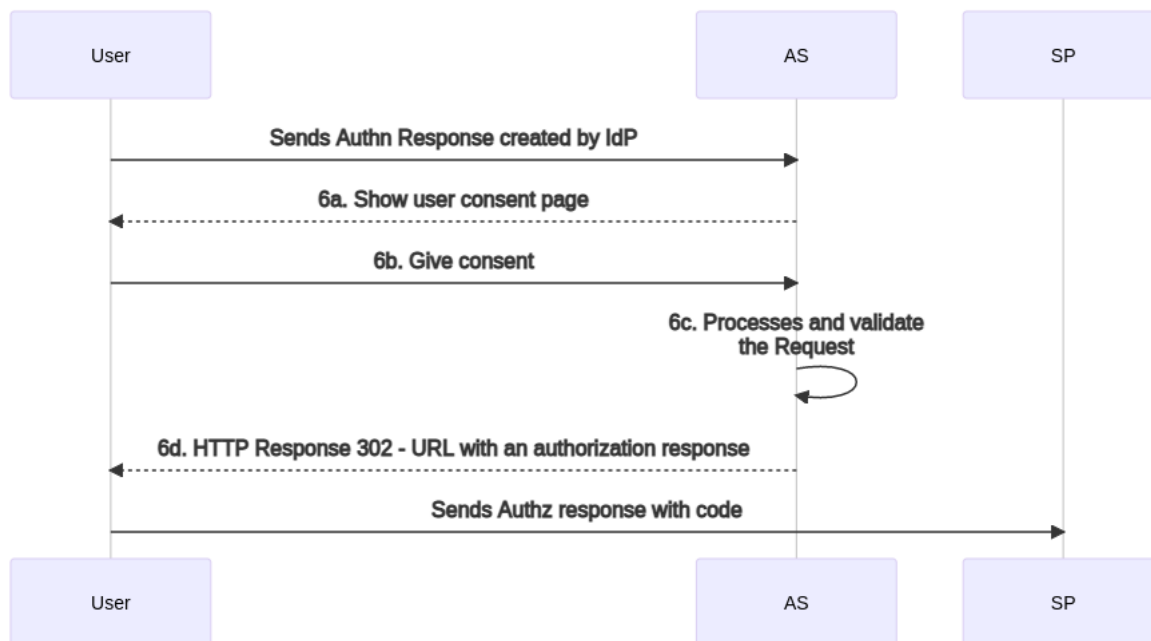 User
AS
SP
Sends Authn Response created by IdP
6a. Show user consent page
6b. Give consent
6c. Processes and validate
the Request
6d. HTTP Response 302 - URL with an authorization response
Sends Authz response with code
User
AS
SP